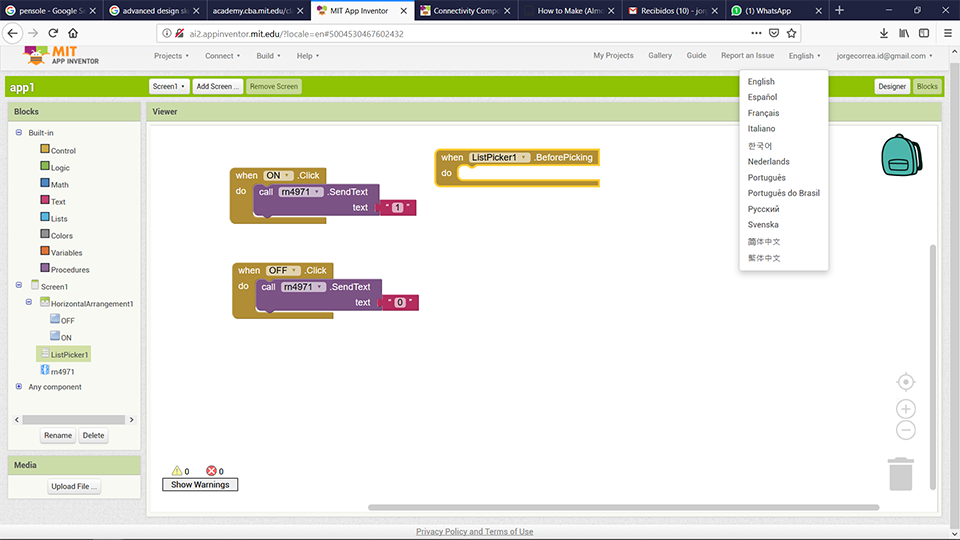 pensole - Google S
advanced design sk
academy.cba.mit.edu/cl
MIT App Inventor
Connectivity Compo
How to Make (Almo
Recibidos (10) - jor
(1) WhatsApp
ai2.appinventor.mit.edu/?locale=en#5004530467602432
MIT
APP INVENTOR
Projects
Connect
Build
Help
My Projects
Gallery
Guide
Report an Issue
English
jorgecorrea.id@gmail.com
app1
Screen1
Add Screen ...
Remove Screen
Designer
Blocks
English
Español
Français
Italiano
한국어
Nederlands
Português
Português do Brasil
Русский
Svenska
简体中文
繁体中文
Blocks
Viewer
Built-in
Control
Logic
Math
Text
Lists
Colors
Variables
Procedures
Screen1
HorizontalArrangement1
OFF
ON
ListPicker1
rn4971
Any component
Rename
Delete
Media
Upload File ...
when ON .Click
do call rn4971 .SendText
text " 1 "
when ListPicker1 .BeforePicking
do
when OFF .Click
do call rn4971 .SendText
text " 0 "
0
0
Show Warnings
Privacy Policy and Terms of Use